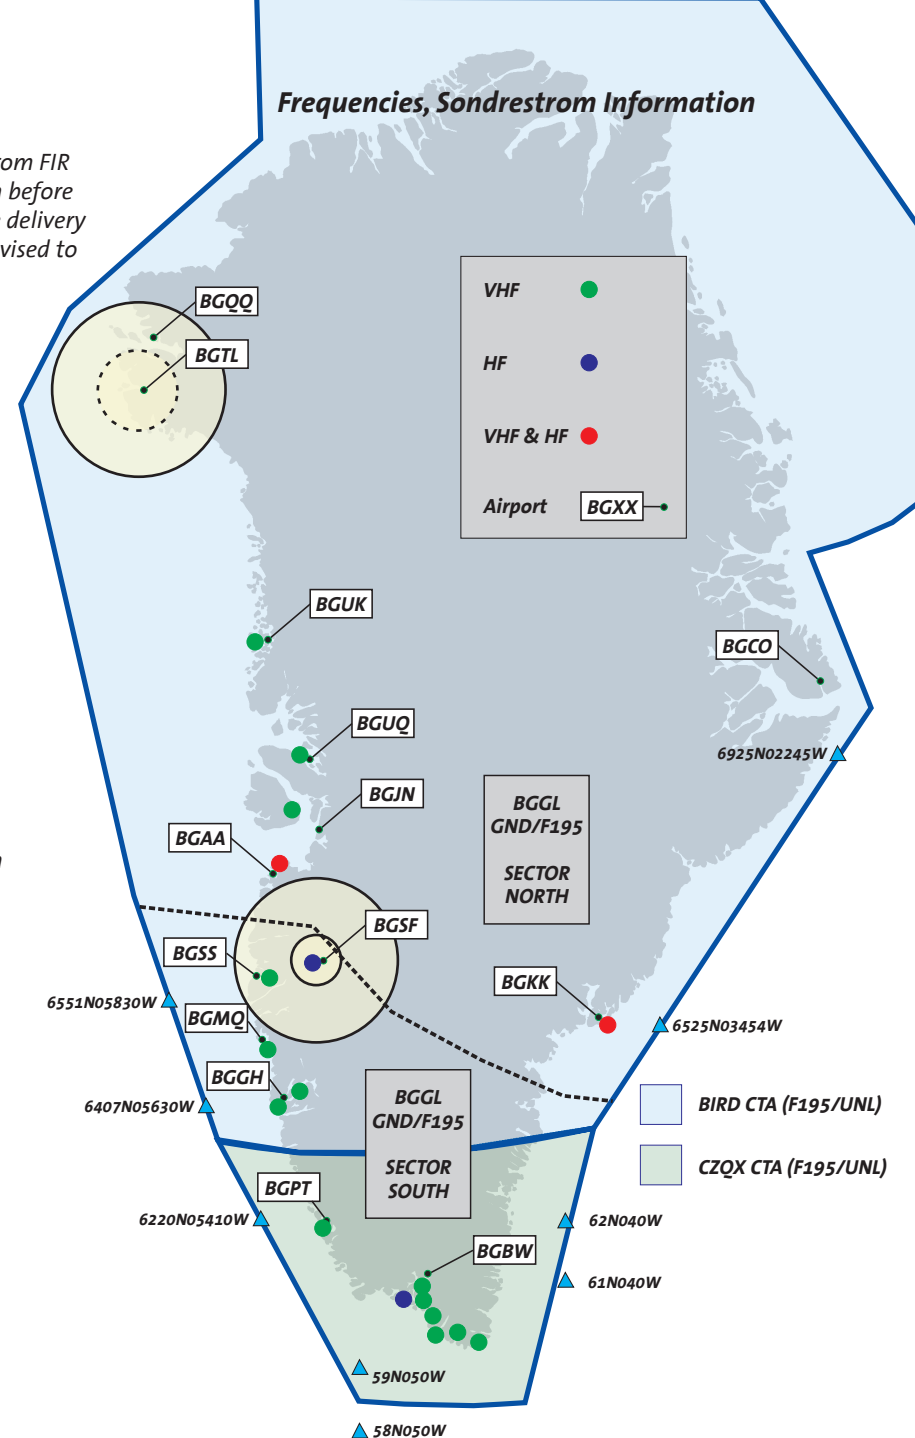 Frequencies, Sondrestrom Information
om FIR
before
delivery
vised to
BGQQ
BGTL
VHF
HF
VHF & HF
Airport BGXX
BGUK
BGCO
BGUQ
6925N02245W
BGJN
BGGL
GND/F195
SECTOR
NORTH
BGAA
BGSF
BGSS
BGKK
6551N05830W
BGMQ
6525N03454W
BGGH
BGGL
GND/F195
SECTOR
SOUTH
6407N05630W
BIRD CTA (F195/UNL)
CZQX CTA (F195/UNL)
BGPT
6220N05410W
62N040W
BGBW
61N040W
59N050W
58N050W